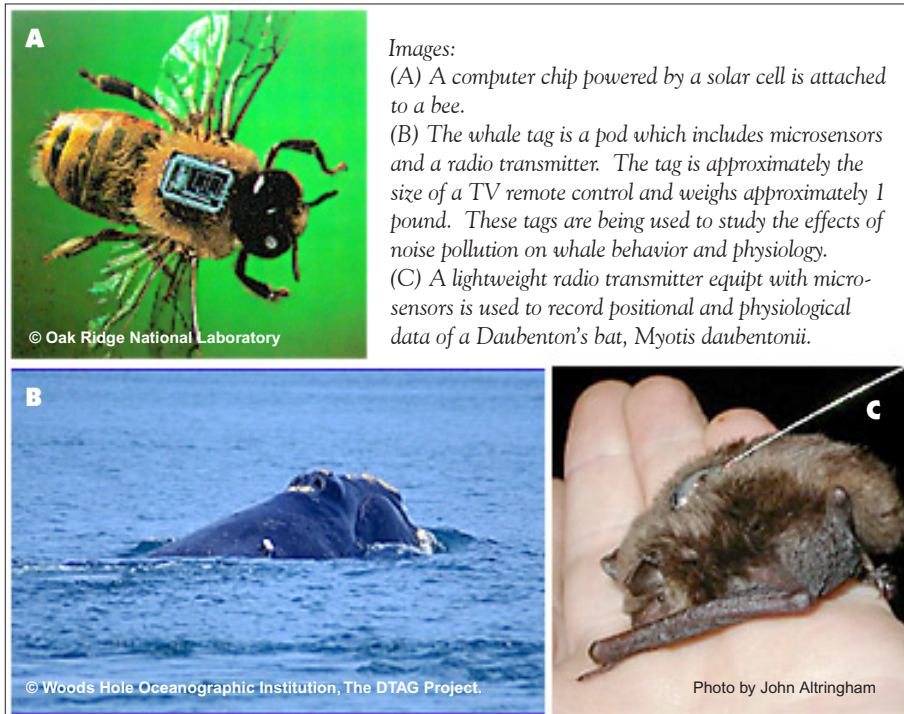 A
Images:
(A) A computer chip powered by a solar cell is attached
to a bee.
(B) The whale tag is a pod which includes microsensors
and a radio transmitter. The tag is approximately the
size of a TV remote control and weighs approximately 1
pound. These tags are being used to study the effects of
noise pollution on whale behavior and physiology.
(C) A lightweight radio transmitter equipt with micro-
sensors is used to record positional and physiological
data of a Daubenton's bat, Myotis daubentonii.
© Oak Ridge National Laboratory
B
C
© Woods Hole Oceanographic Institution, The DTAG Project.
Photo by John Altringham